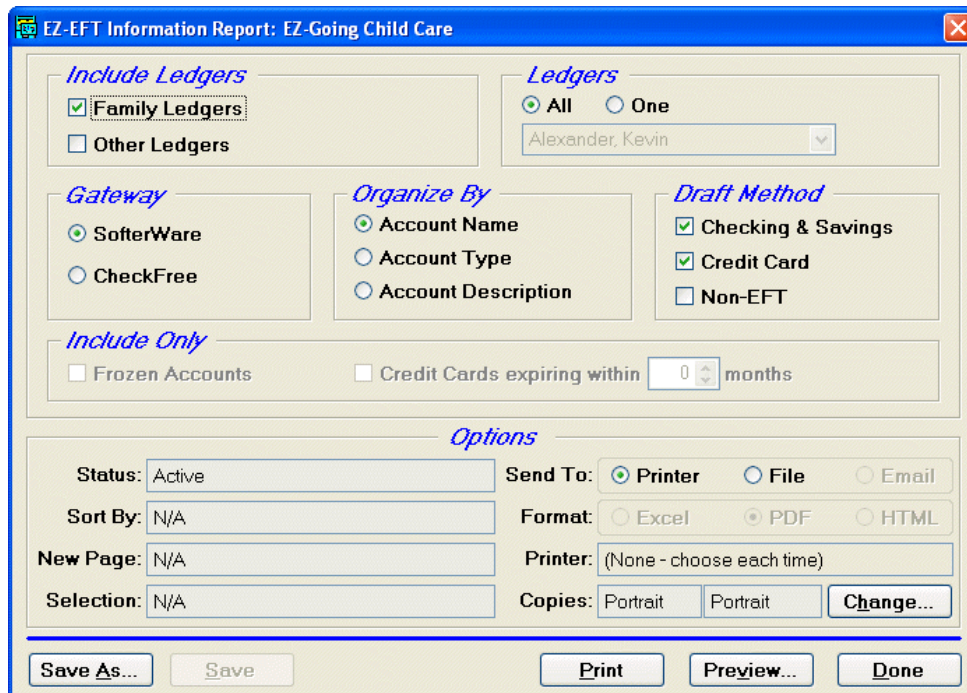 EZ-EFT Information Report: EZ-Going Child Care
Include Ledgers
Family Ledgers
Other Ledgers
Ledgers
All One
Alexander, Kevin
Gateway
SofterWare
CheckFree
Organize By
Account Name
Account Type
Account Description
Draft Method
Checking & Savings
Credit Card
Non-EFT
Include Only
Frozen Accounts Credit Cards expiring within 0 months
Options
Status: Active
Sort By: N/A
New Page: N/A
Selection: N/A
Send To: Printer File Email
Format: Excel PDF HTML
Printer: (None - choose each time)
Copies: Portrait Portrait Change...
Save As... Save Print Preview... Done